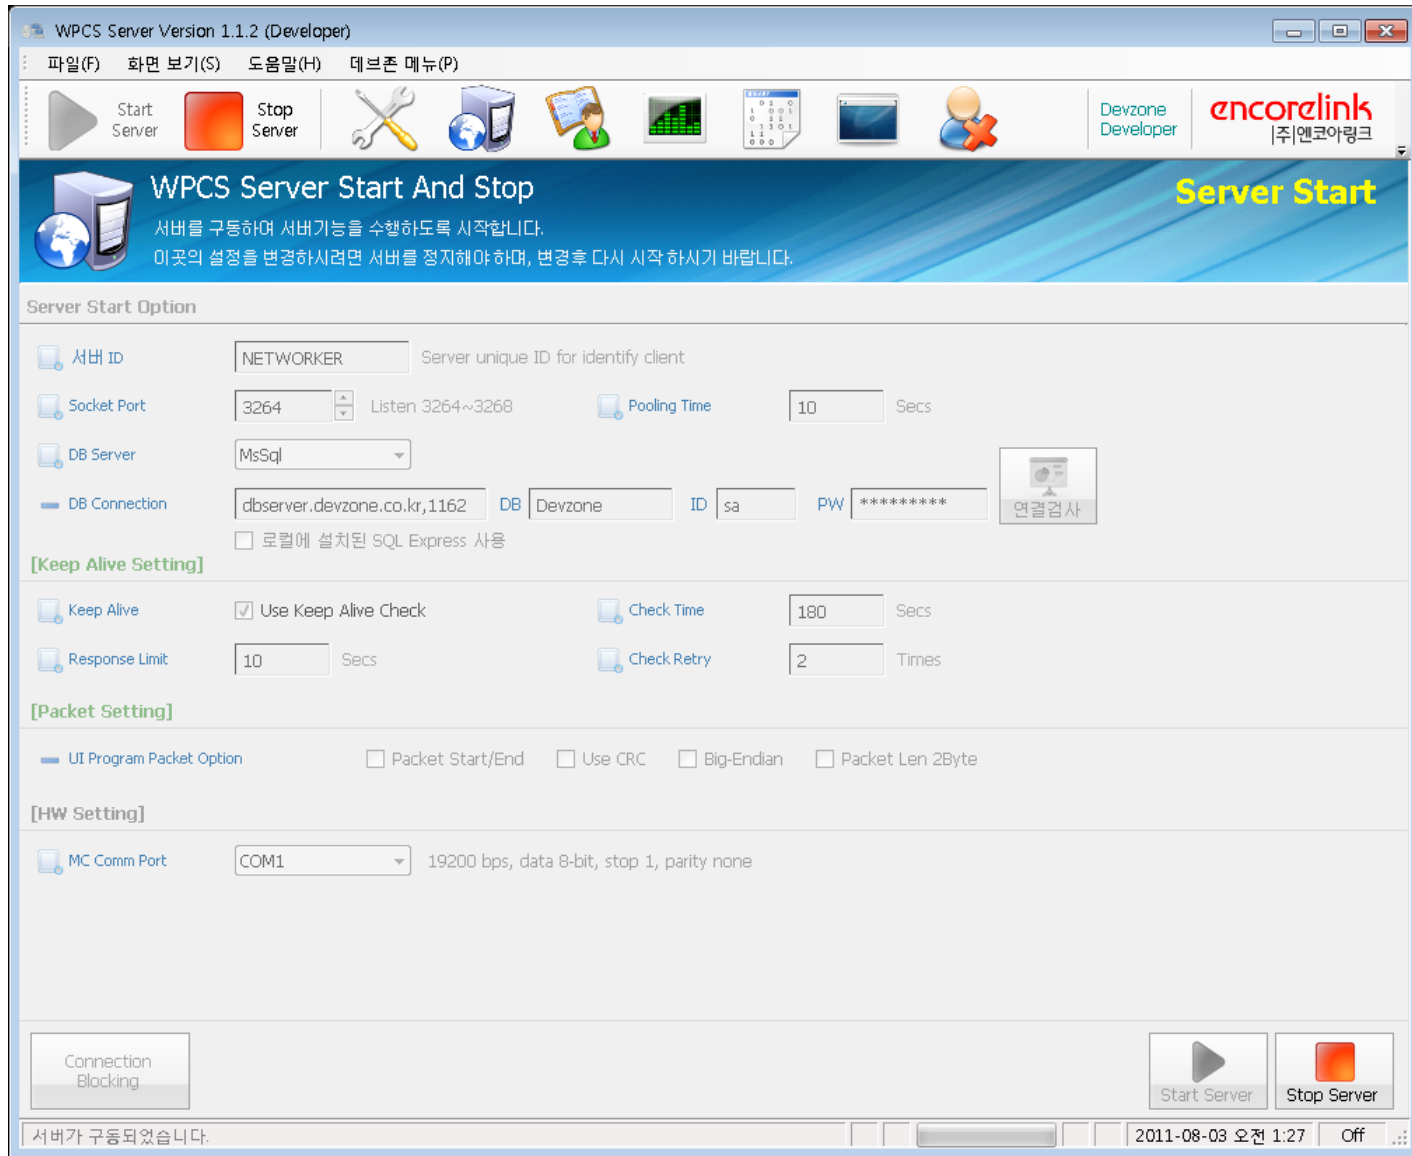 WPCS Server Version 1.1.2 (Developer)
파일(F) 화면 보기(S) 도움말(H) 데브존 메뉴(P)
Start Server
Stop Server
Devzone Developer
encorelink
|주|앤코아링크
WPCS Server Start And Stop
Server Start
서버를 구동하여 서버기능을 수행하도록 시작합니다.
이곳의 설정을 변경하시려면 서버를 정지해야하며, 변경후 다시 시작 하시기 바랍니다.
Server Start Option
서버 ID NETWORKER Server unique ID for identify client
Socket Port 3264 Listen 3264~3268 Pooling Time 10 Secs
DB Server MsSql
DB Connection dbserver.devzone.co.kr,1162 DB Devzone ID sa PW ********* 연결검사
로컬에 설치된 SQL Express 사용
[Keep Alive Setting]
Keep Alive Use Keep Alive Check Check Time 180 Secs
Response Limit 10 Secs Check Retry 2 Times
[Packet Setting]
UI Program Packet Option Packet Start/End Use CRC Big-Endian Packet Len 2Byte
[HW Setting]
MC Comm Port COM1 19200 bps, data 8-bit, stop 1, parity none
Connection Blocking
Start Server Stop Server
서버가 구동되었습니다. 2011-08-03 오전 1:27 Off